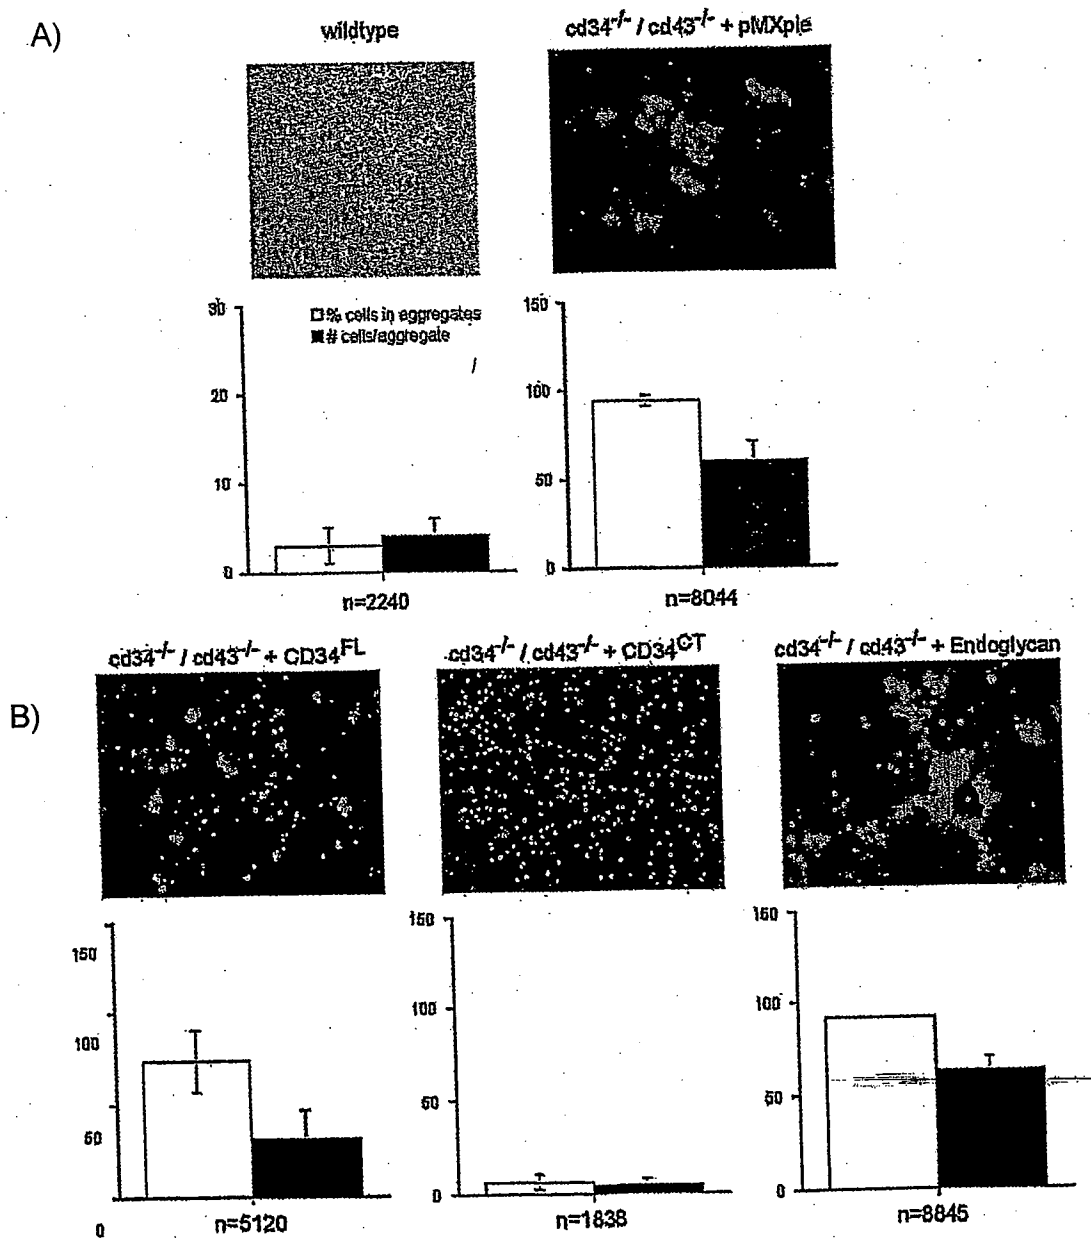 A)
wildtype
cd34-/- / cd43-/- + pMXpie
30
20
10
0
% cells in aggregates
# cells/aggregate
n=2240
150
100
50
0
n=8044
B)
cd34-/- / cd43-/- + CD34FL
cd34-/- / cd43-/- + CD34CT
cd34-/- / cd43-/- + Endoglycan
150
100
50
0
n=5120
150
100
50
0
n=1838
150
100
50
0
n=8845